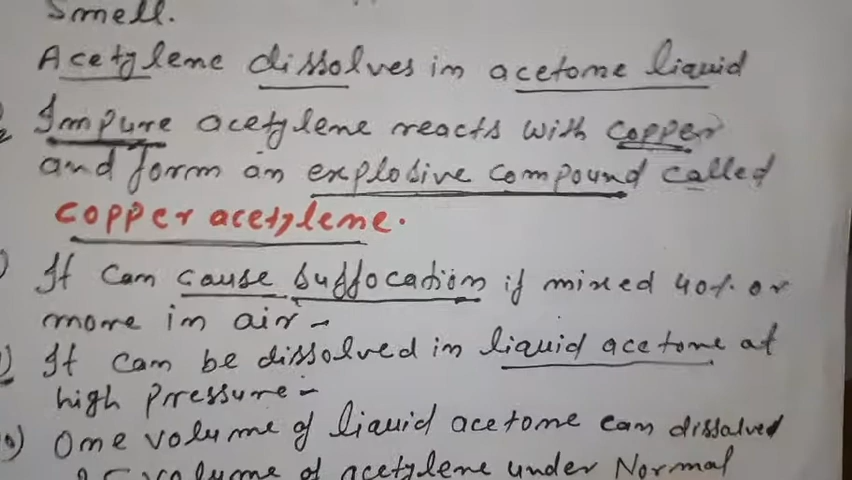 Smell.
Acetylene dissolves in acetone liquid
Impure acetylene reacts with copper
and form an explosive compound called
copper acetylene.
It can cause suffocation if mixed 40% or
more in air -
It can be dissolved in liquid acetone at
high pressure -
One volume of liquid acetone can dissolved
volume of acetylene under Normal